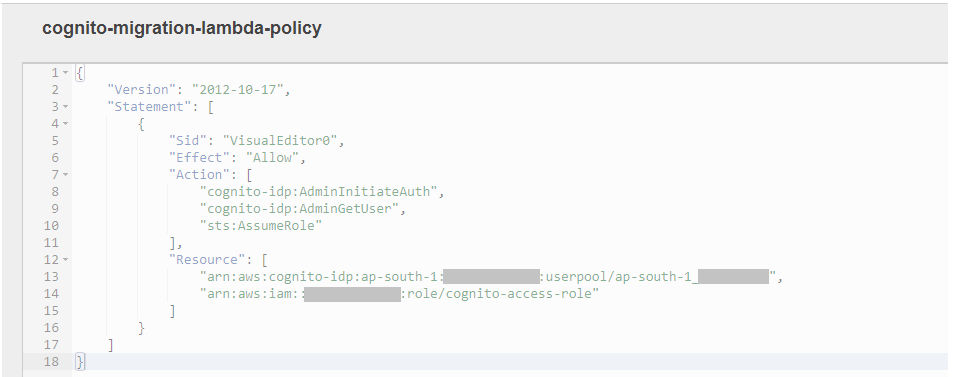 cognito-migration-lambda-policy
1 {
2 "Version": "2012-10-17",
3 "Statement": [
4 {
5 "Sid": "VisualEditor0",
6 "Effect": "Allow",
7 "Action": [
8 "cognito-idp:AdminInitiateAuth",
9 "cognito-idp:AdminGetUser",
10 "sts:AssumeRole"
11 ],
12 "Resource": [
13 "arn:aws:cognito-idp:ap-south-1: :userpool/ap-south-1_ ",
14 "arn:aws:iam:: :role/cognito-access-role"
15 ]
16 }
17 ]
18 }